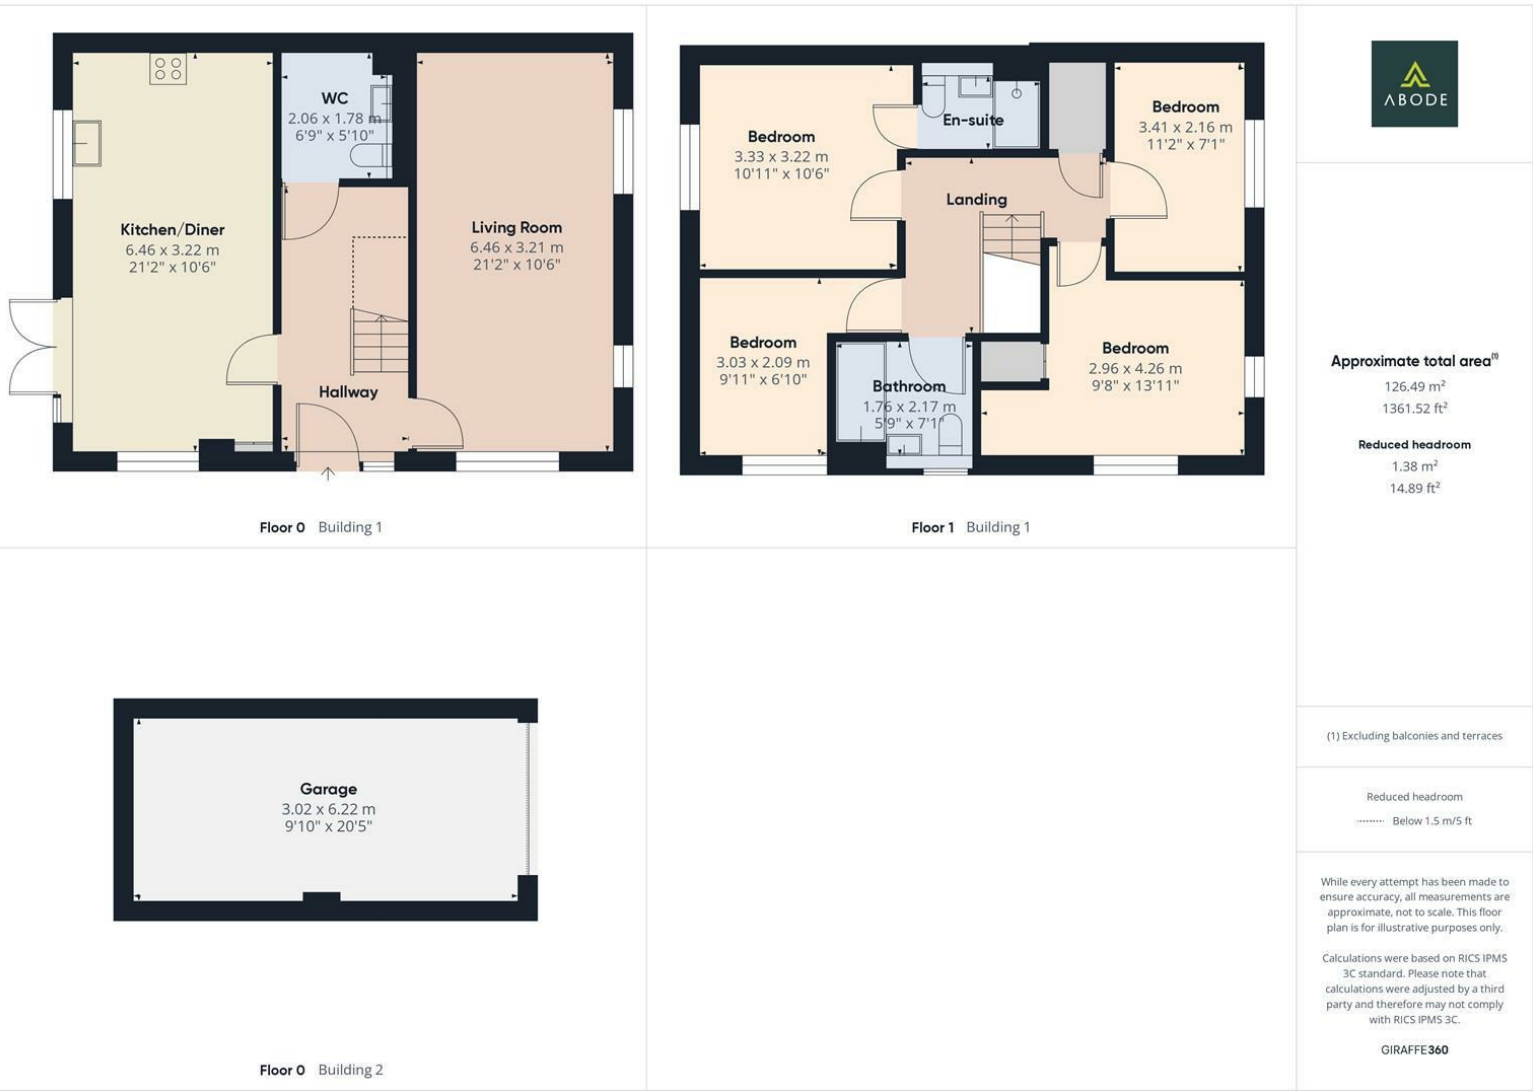 WC
2.06 x 1.78 m
6'9" x 5'10"
Kitchen/Diner
6.46 x 3.22 m
21'2" x 10'6"
Living Room
6.46 x 3.21 m
21'2" x 10'6"
Hallway
Floor 0 Building 1
Bedroom
3.33 x 3.22 m
10'11" x 10'6"
En-suite
Bedroom
3.41 x 2.16 m
11'2" x 7'1"
Landing
Bedroom
3.03 x 2.09 m
9'11" x 6'10"
Bathroom
1.76 x 2.17 m
5'9" x 7'1"
Bedroom
2.96 x 4.26 m
9'8" x 13'11"
Floor 1 Building 1
Garage
3.02 x 6.22 m
9'10" x 20'5"
Floor 0 Building 2
ABODE
Approximate total area(1)
126.49 m²
1361.52 ft²
Reduced headroom
1.38 m²
14.89 ft²
(1) Excluding balconies and terraces
Reduced headroom
Below 1.5 m/5 ft
While every attempt has been made to
ensure accuracy, all measurements are
approximate, not to scale. This floor
plan is for illustrative purposes only.
Calculations were based on RICS IPMS
3C standard. Please note that
calculations were adjusted by a third
party and therefore may not comply
with RICS IPMS 3C.
GIRAFFE360